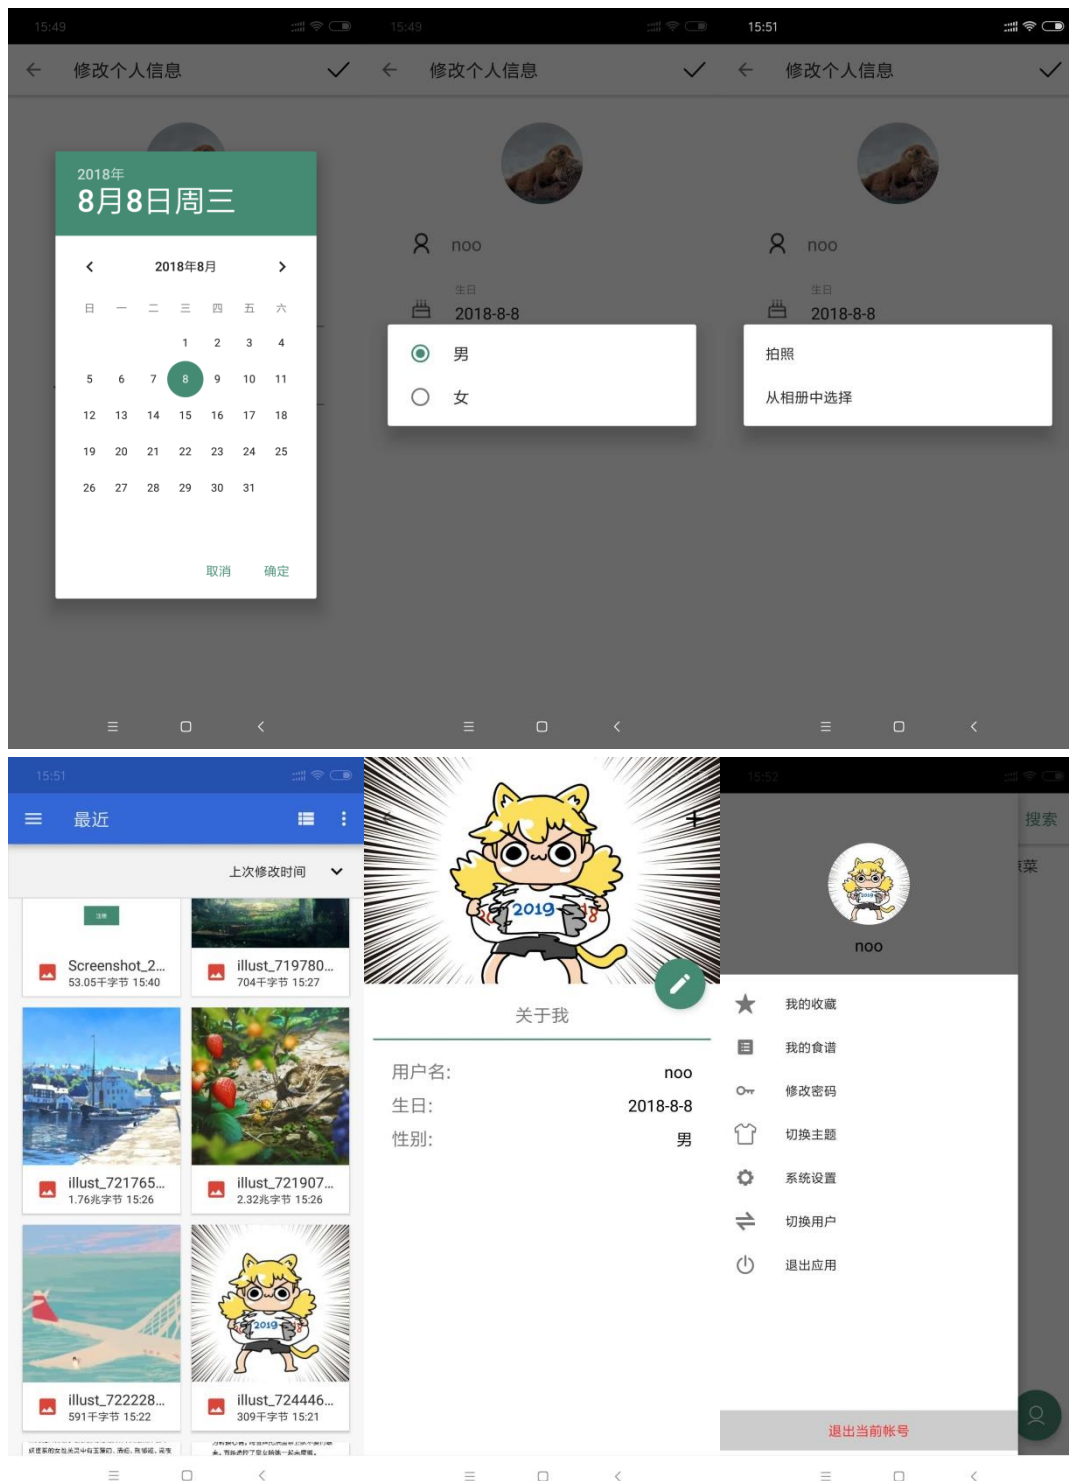 15:49
修改个人信息
2018年
8月8日周三
2018年8月
日 一 二 三 四 五 六
1 2 3 4
5 6 7 8 9 10 11
12 13 14 15 16 17 18
19 20 21 22 23 24 25
26 27 28 29 30 31
取消 确定
15:49
修改个人信息
noo
生日
2018-8-8
男
女
15:51
修改个人信息
noo
生日
2018-8-8
拍照
从相册中选择
15:51
最近
上次修改时间
注册
Screenshot_2...
53.05千字节 15:40
illust_719780...
704千字节 15:27
illust_721765...
1.76兆字节 15:26
illust_721907...
2.32兆字节 15:26
2019
illust_722228...
591千字节 15:22
illust_724446...
309千字节 15:21
2019
18
关于我
用户名: noo
生日: 2018-8-8
性别: 男
15:52
搜索
菜
noo
我的收藏
我的食谱
修改密码
切换主题
系统设置
切换用户
退出应用
退出当前帐号